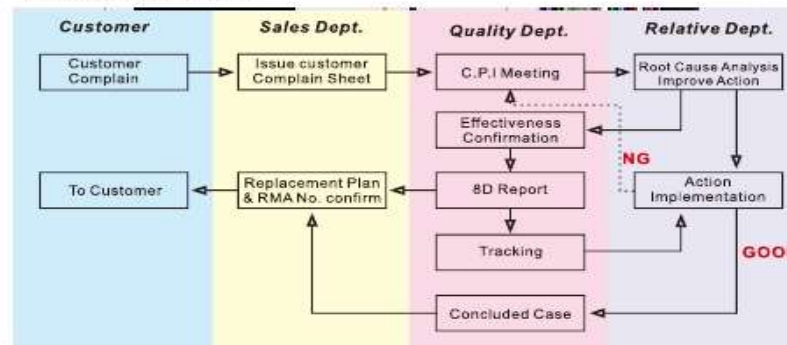 Customer
Sales Dept.
Quality Dept.
Relative Dept.
Customer
Complain
Issue customer
Complain Sheet
C.P.I Meeting
Root Cause Analysis
Improve Action
Effectiveness
Confirmation
NG
To Customer
Replacement Plan
& RMA No. confirm
8D Report
Action
Implementation
Tracking
GOO
Concluded Case